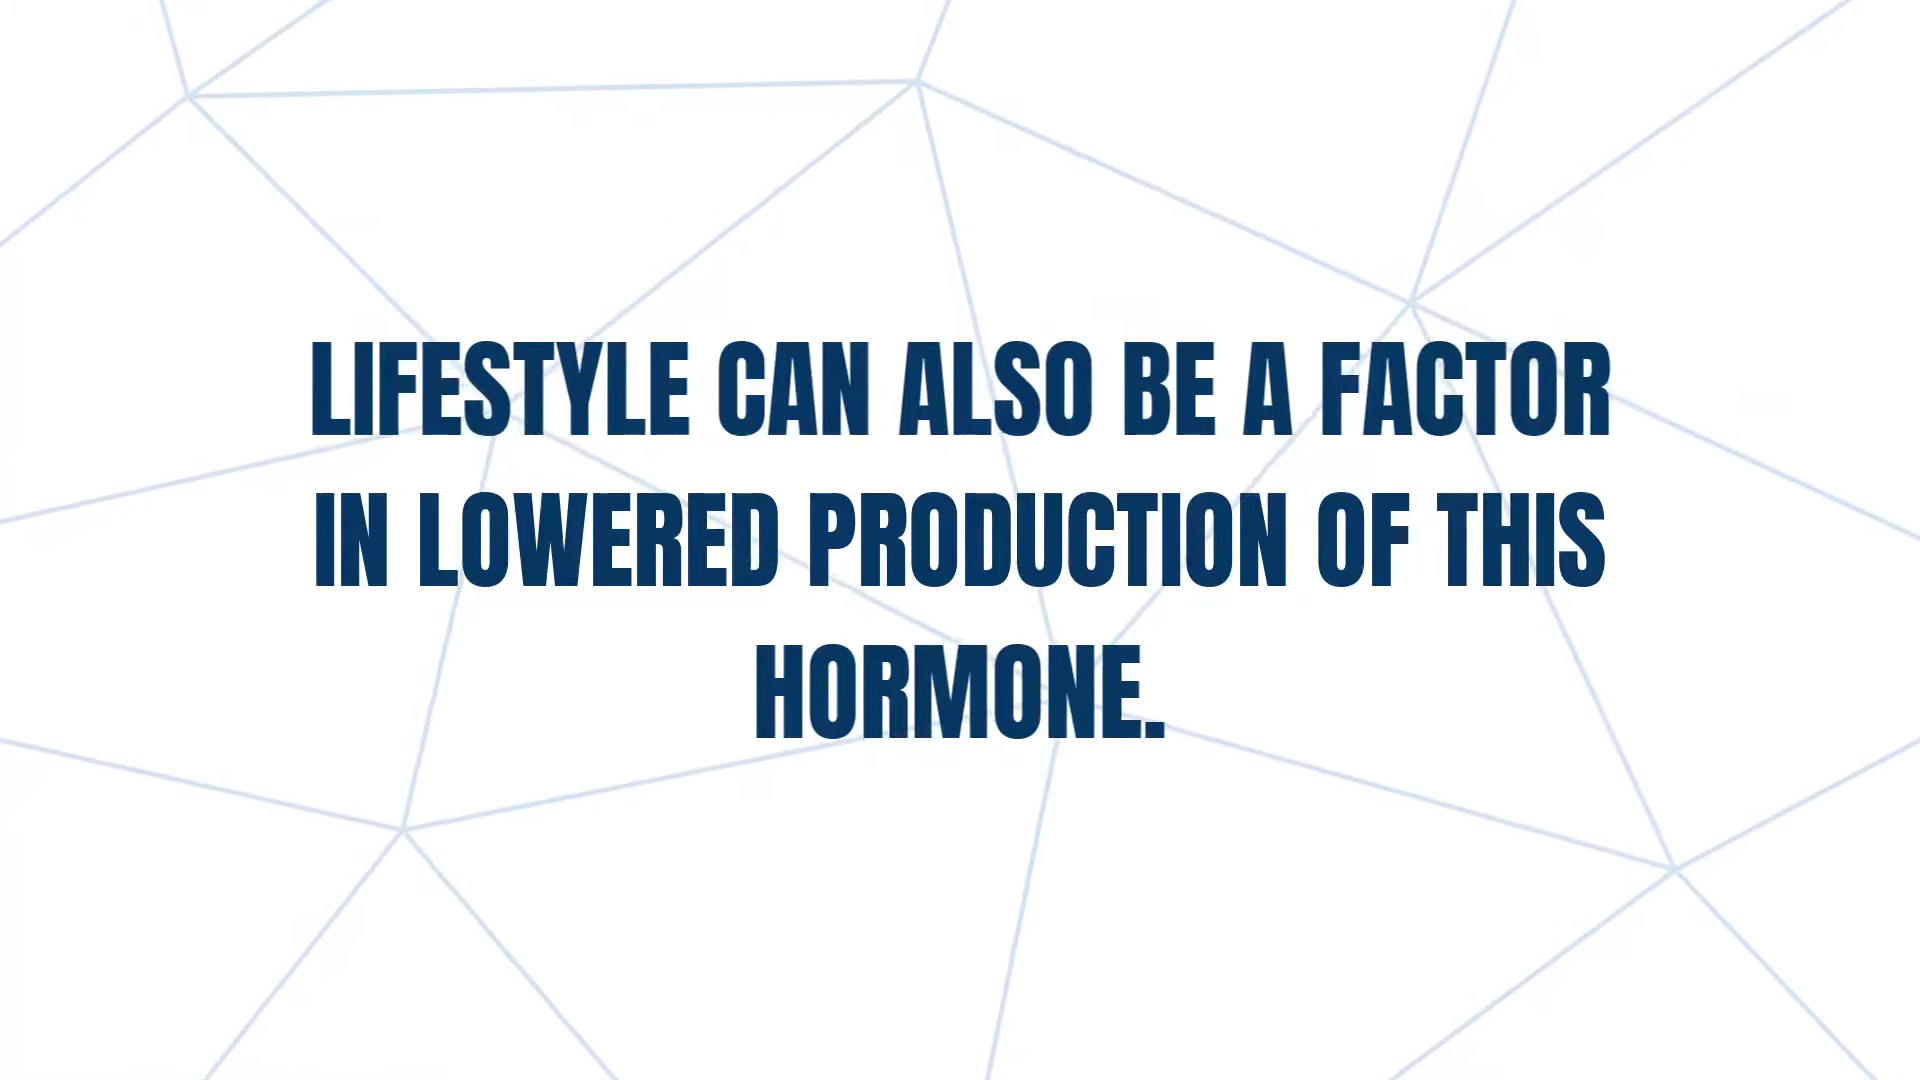 LIFESTYLE CAN ALSO BE A FACTOR
IN LOWERED PRODUCTION OF THIS
HORMONE.